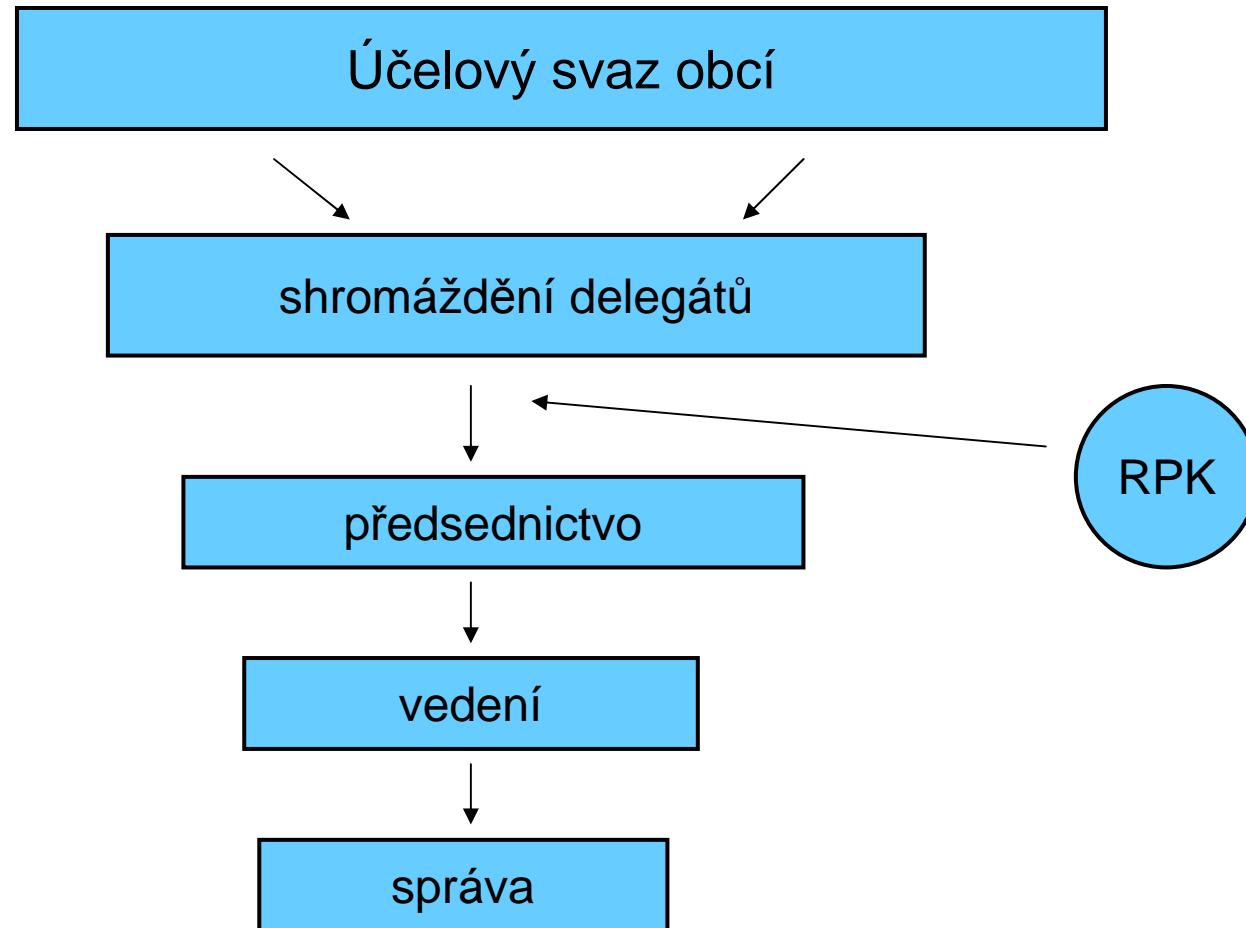 Účelový svaz obcí
shromáždění delegátů
RPK
předsednictvo
vedení
správa